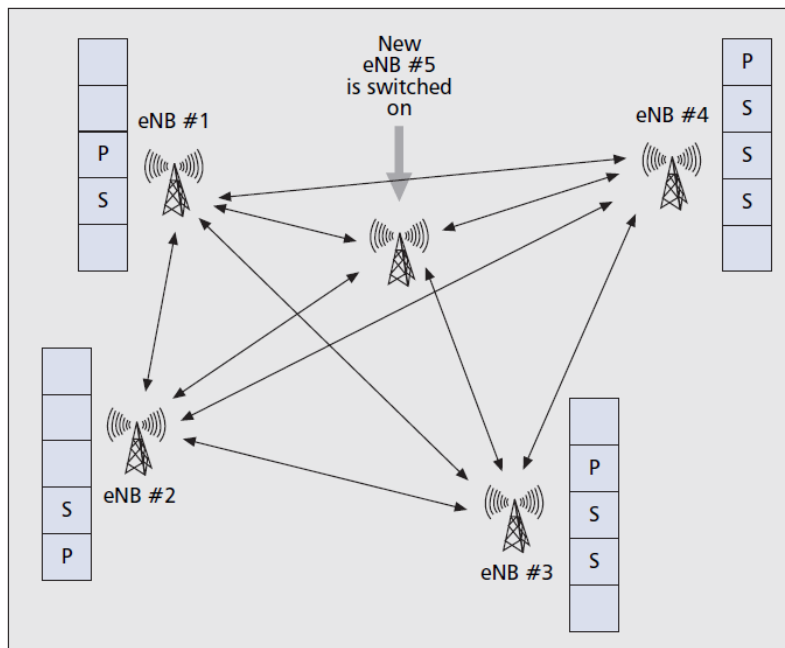 New
eNB #5
is switched
on
eNB #1
P
S
eNB #4
P
S
S
S
eNB #2
S
P
eNB #3
P
S
S